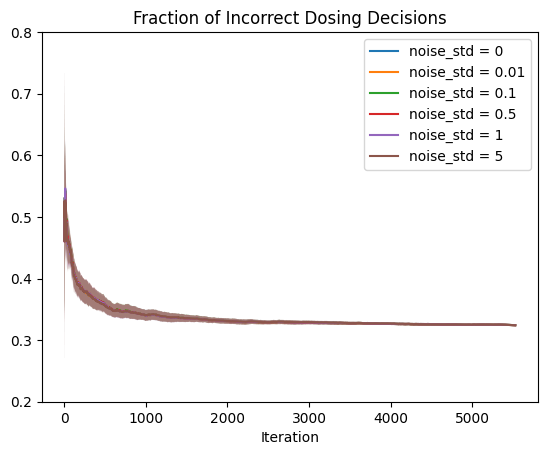 Fraction of Incorrect Dosing Decisions
0.8
0.7
0.6
0.5
0.4
0.3
0.2
noise_std = 0
noise_std = 0.01
noise_std = 0.1
noise_std = 0.5
noise_std = 1
noise_std = 5
0 1000 2000 3000 4000 5000
Iteration